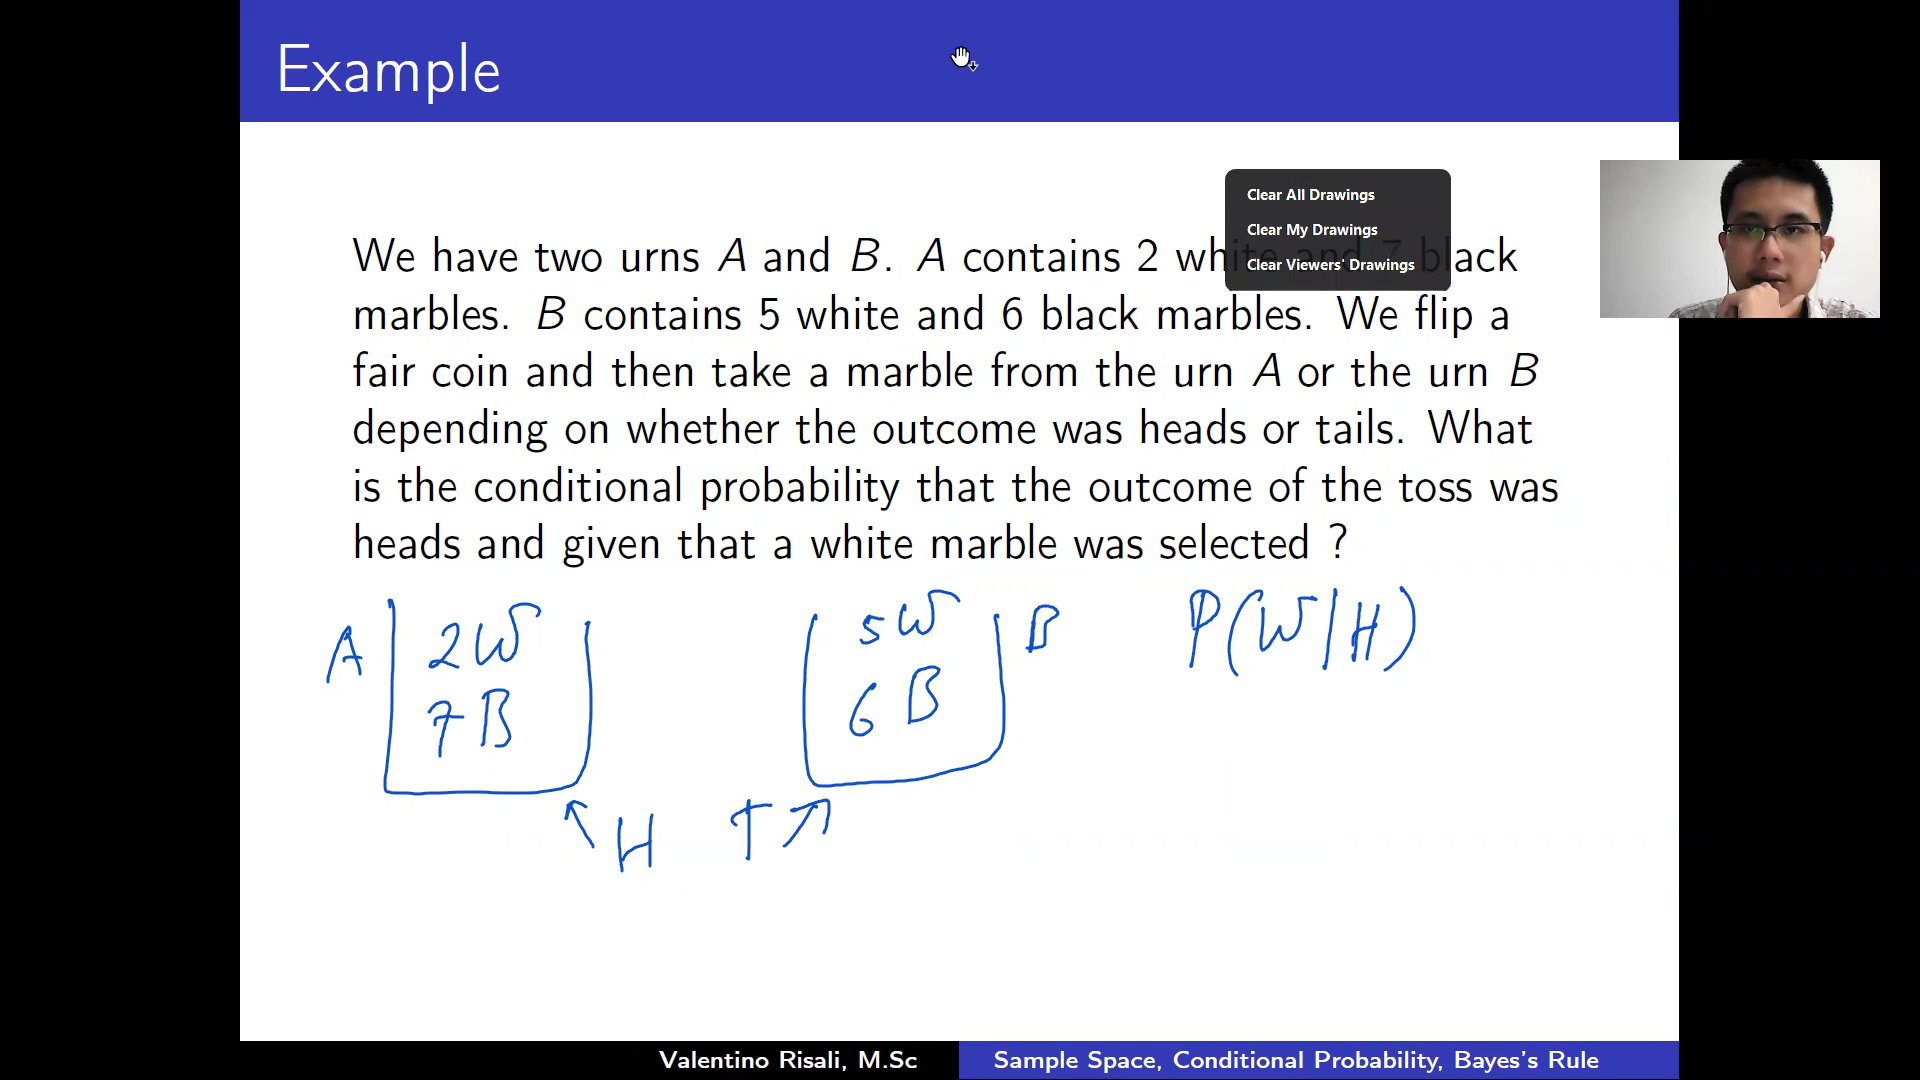 Example
Clear All Drawings
Clear My Drawings
Clear Viewers' Drawings
We have two urns A and B. A contains 2 white and 7 black
marbles. B contains 5 white and 6 black marbles. We flip a
fair coin and then take a marble from the urn A or the urn B
depending on whether the outcome was heads or tails. What
is the conditional probability that the outcome of the toss was
heads and given that a white marble was selected ?
A 2W 5W B P(W|H)
7B 6B
H T
Valentino Risali, M.Sc Sample Space, Conditional Probability, Bayes's Rule